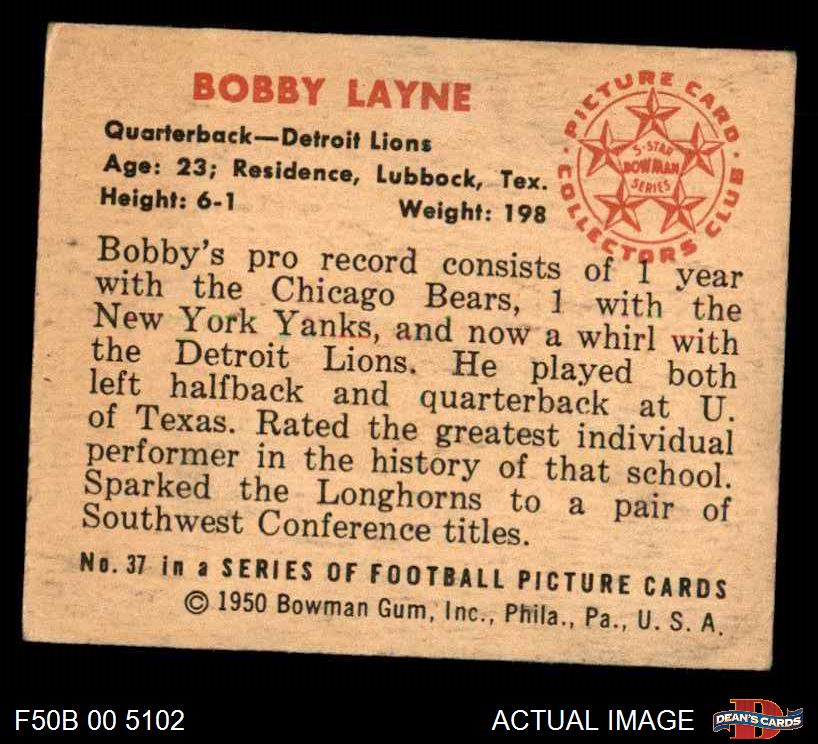 BOBBY LAYNE
Quarterback—Detroit Lions
Age: 23; Residence, Lubbock, Tex.
Height: 6-1 Weight: 198
PICTURE CARD
COLLECTORS CLUB
5-STAR
BOWMAN
SERIES
Bobby's pro record consists of 1 year
with the Chicago Bears, 1 with the
New York Yanks, and now a whirl with
the Detroit Lions. He played both
left halfback and quarterback at U.
of Texas. Rated the greatest individual
performer in the history of that school.
Sparked the Longhorns to a pair of
Southwest Conference titles.
No. 37 in a SERIES OF FOOTBALL PICTURE CARDS
© 1950 Bowman Gum, Inc., Phila., Pa., U. S. A.
F50B 00 5102 ACTUAL IMAGE
DEAN'S CARDS